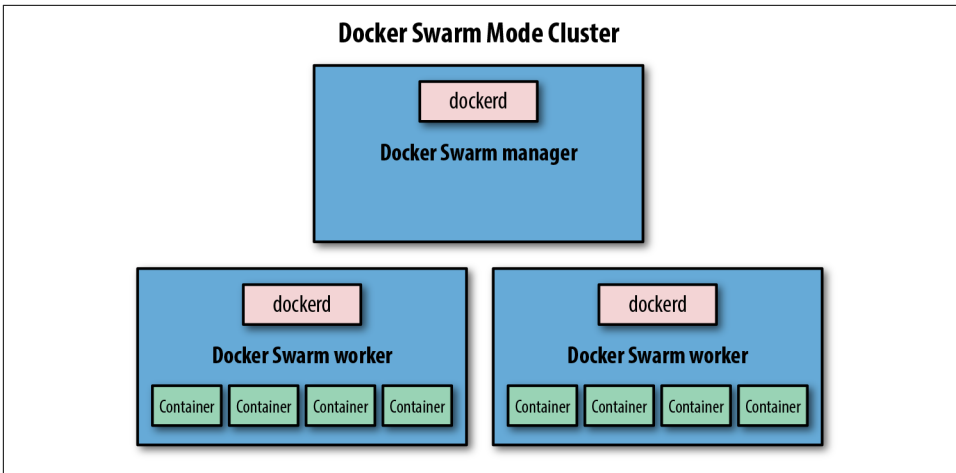 Docker Swarm Mode Cluster
dockerd
Docker Swarm manager
dockerd
Docker Swarm worker
Container Container Container Container
dockerd
Docker Swarm worker
Container Container Container Container